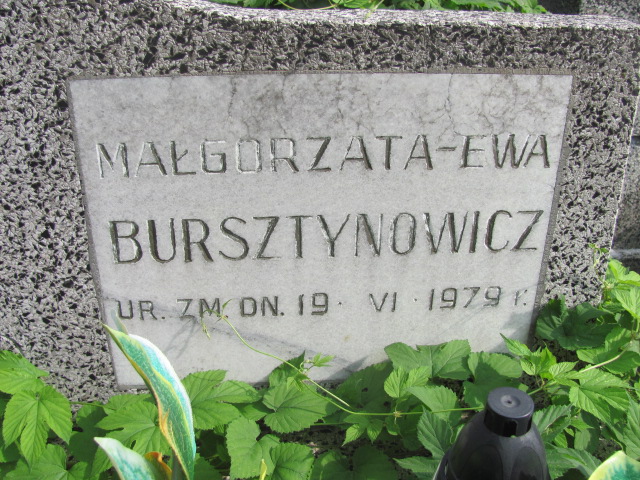 MAŁGORZATA-EWA
BURSZTYNOWICZ
UR. ZM DN. 19 · VI · 1979 r.